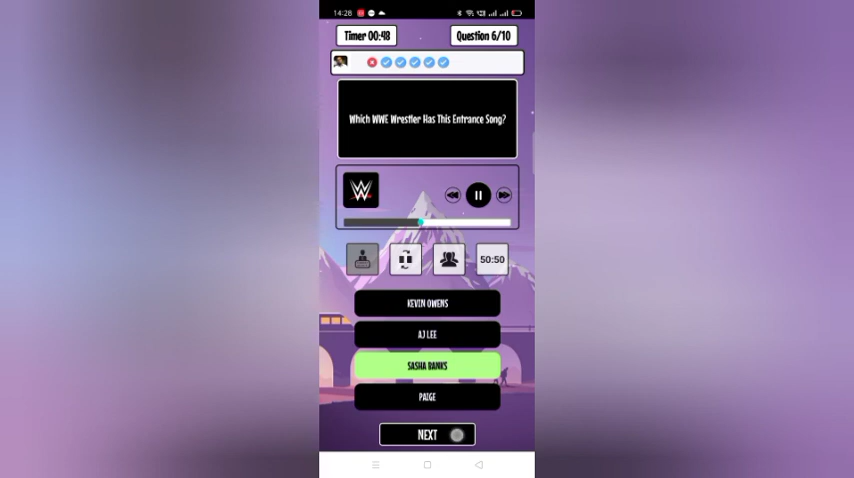 14:28
Timer 00:48
Question 6/10
Which WWE Wrestler Has This Entrance Song?
50:50
KEVIN OWENS
AJ LEE
SASHA BANKS
PAIGE
NEXT